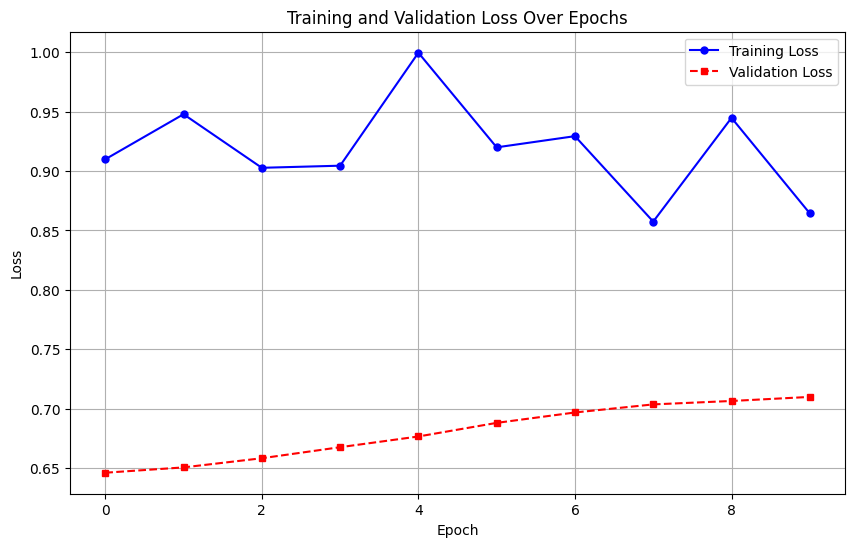 Training and Validation Loss Over Epochs
Training Loss
Validation Loss
1.00
0.95
0.90
0.85
0.80
0.75
0.70
0.65
Loss
0 2 4 6 8
Epoch